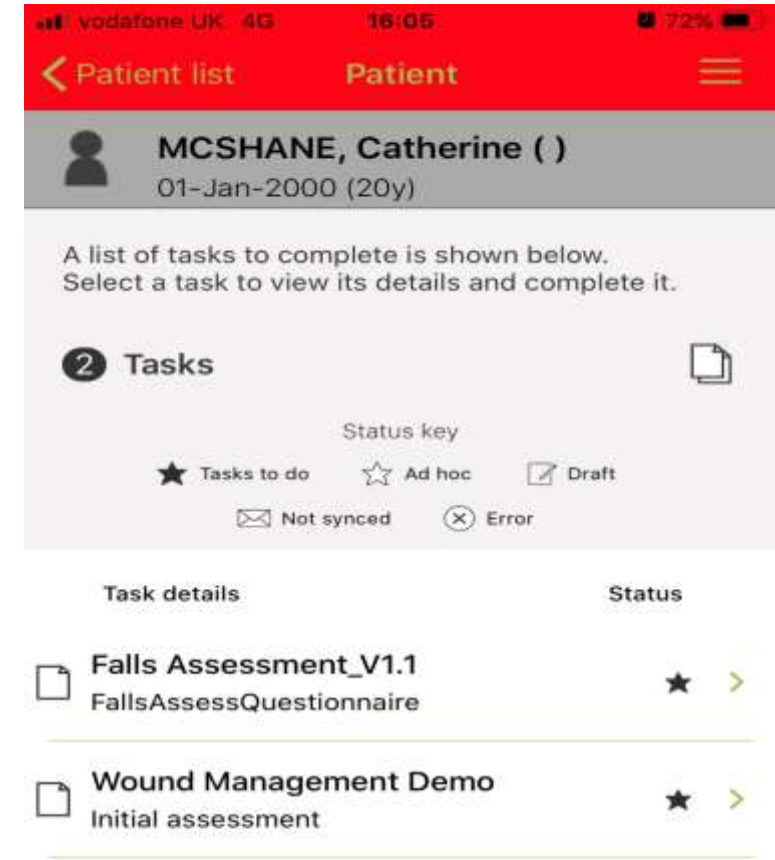 vodafone UK 4G 16:05 72%
Patient list Patient
MCSHANE, Catherine ( )
01-Jan-2000 (20y)
A list of tasks to complete is shown below.
Select a task to view its details and complete it.
2 Tasks
Status key
Tasks to do Ad hoc Draft
Not synced Error
Task details Status
Falls Assessment_V1.1
FallsAssessQuestionnaire
Wound Management Demo
Initial assessment